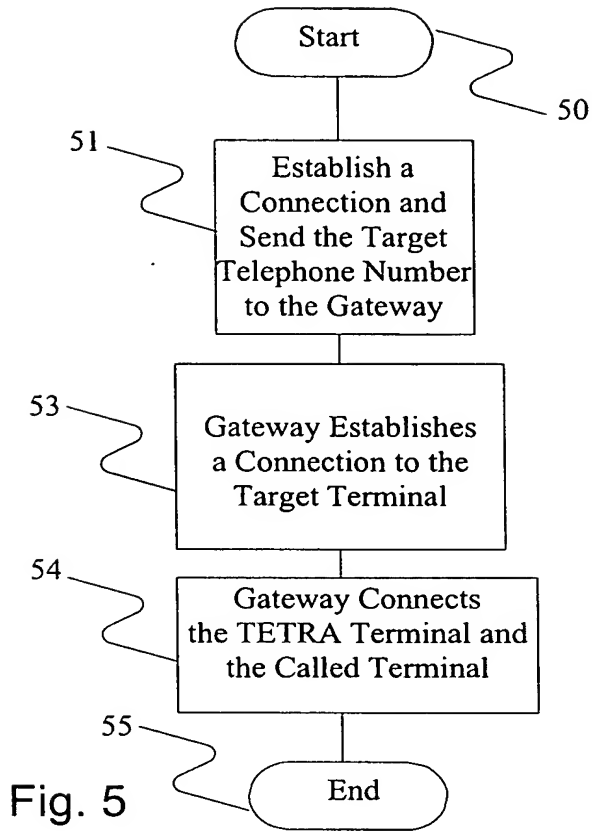 Start
50
51
Establish a
Connection and
Send the Target
Telephone Number
to the Gateway
53
Gateway Establishes
a Connection to the
Target Terminal
54
Gateway Connects
the TETRA Terminal and
the Called Terminal
55
End
Fig. 5